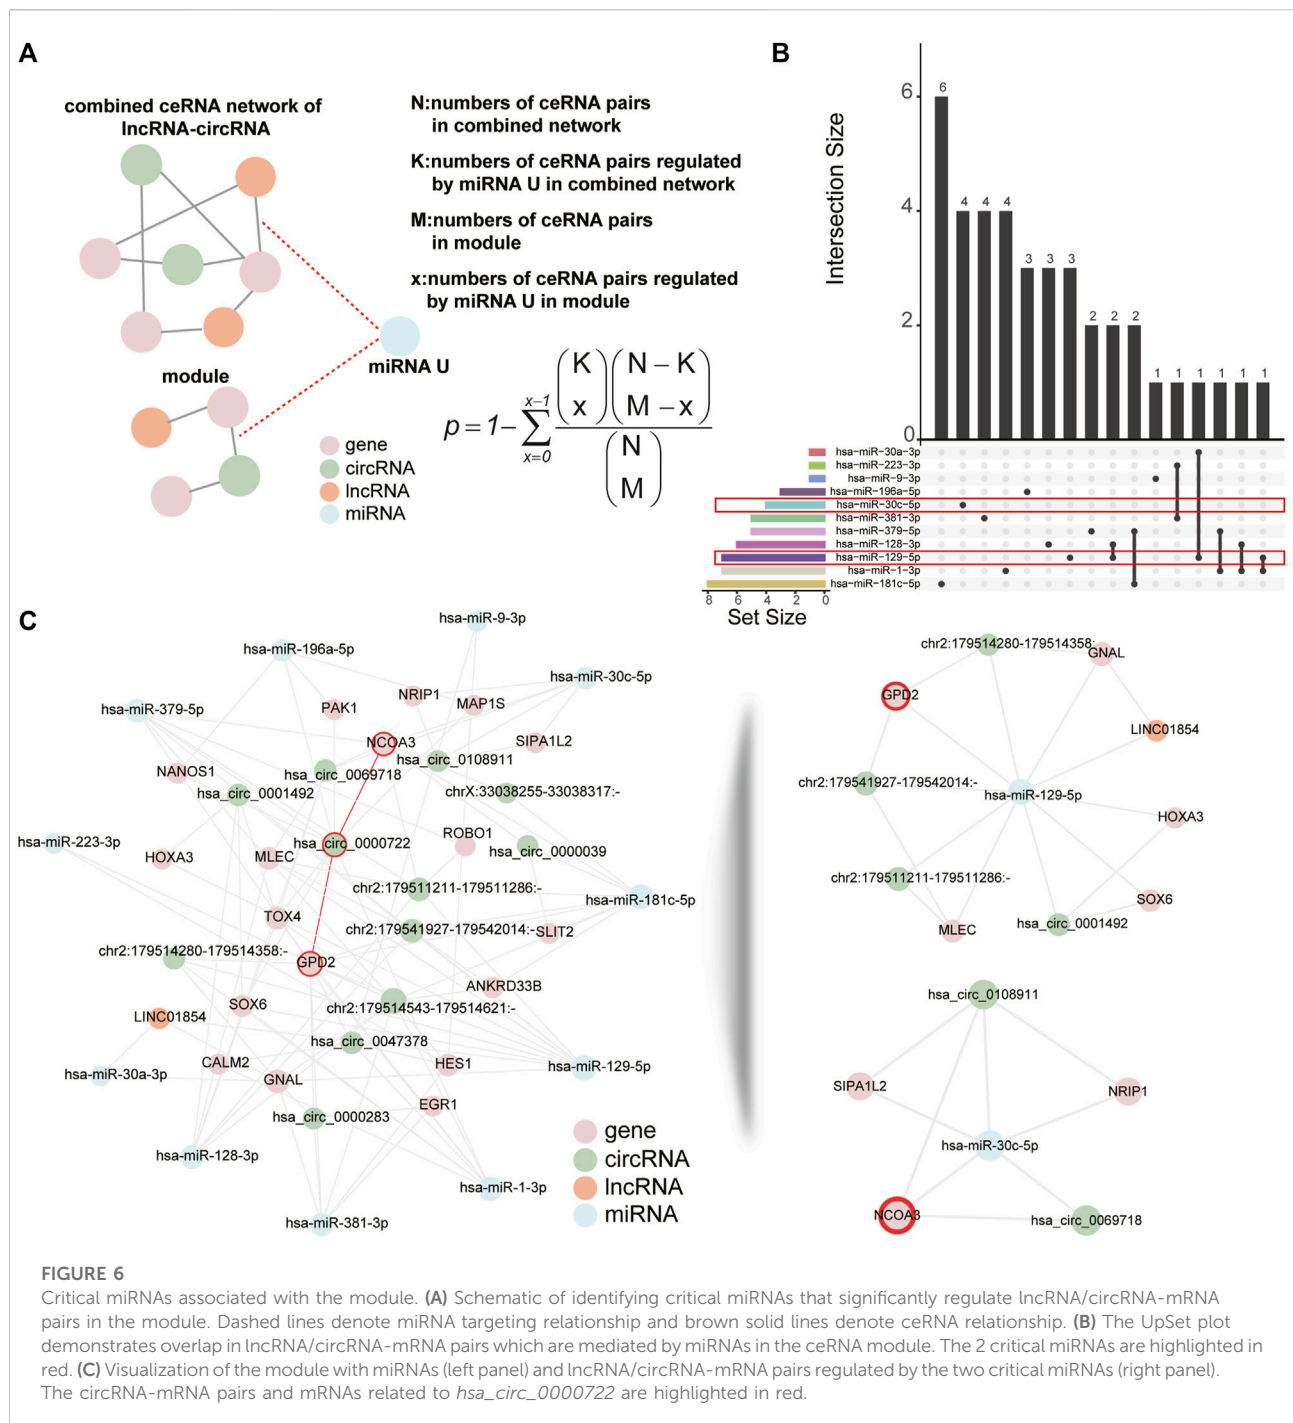 A
combined ceRNA network of
lncRNA-circRNA
module
miRNA U
gene
circRNA
lncRNA
miRNA
N:numbers of ceRNA pairs
in combined network
K:numbers of ceRNA pairs regulated
by miRNA U in combined network
M:numbers of ceRNA pairs
in module
x:numbers of ceRNA pairs regulated
by miRNA U in module
p = 1- x-1 ∑ x=0 (K x) (N − K M − x) (N M)
B
Intersection Size
6
4
2
0
6 4 4 4 3 3 3 2 2 2 1 1 1 1 1 1
hsa−miR−30a−3p
hsa−miR−223−3p
hsa−miR−9−3p
hsa−miR−196a−5p
hsa−miR−30c−5p
hsa−miR−381−3p
hsa−miR−379−5p
hsa−miR−128−3p
hsa−miR−129−5p
hsa−miR−1−3p
hsa−miR−181c−5p
8 6 4 2 0
Set Size
C
hsa-miR-9-3p
hsa-miR-196a-5p
hsa-miR-30c-5p
NRIP1
MAP1S
PAK1
hsa-miR-379-5p
NCOA3
SIPA1L2
hsa_circ_0108911
NANOS1
hsa_circ_0069718
hsa_circ_0001492
chrX:33038255-33038317:-
ROBO1
hsa-miR-223-3p
hsa_circ_0000722
hsa_circ_0000039
HOXA3
MLEC
chr2:179511211-179511286:-
hsa-miR-181c-5p
TOX4
chr2:179541927-179542014:-
SLIT2
chr2:179514280-179514358:-
GPD2
ANKRD33B
SOX6
chr2:179514543-179514621:-
LINC01854
hsa_circ_0047378
CALM2
HES1
hsa-miR-129-5p
hsa-miR-30a-3p
GNAL
EGR1
hsa_circ_0000283
hsa-miR-128-3p
hsa-miR-1-3p
hsa-miR-381-3p
gene
circRNA
lncRNA
miRNA
chr2:179514280-179514358:-
GNAL
GPD2
LINC01854
chr2:179541927-179542014:-
hsa-miR-129-5p
HOXA3
chr2:179511211-179511286:-
SOX6
hsa_circ_0001492
MLEC
hsa_circ_0108911
SIPA1L2
NRIP1
hsa-miR-30c-5p
NCOA3
hsa_circ_0069718
FIGURE 6
Critical miRNAs associated with the module. (A) Schematic of identifying critical miRNAs that significantly regulate lncRNA/circRNA-mRNA
pairs in the module. Dashed lines denote miRNA targeting relationship and brown solid lines denote ceRNA relationship. (B) The UpSet plot
demonstrates overlap in lncRNA/circRNA-mRNA pairs which are mediated by miRNAs in the ceRNA module. The 2 critical miRNAs are highlighted in
red. (C) Visualization of the module with miRNAs (left panel) and lncRNA/circRNA-mRNA pairs regulated by the two critical miRNAs (right panel).
The circRNA-mRNA pairs and mRNAs related to hsa_circ_0000722 are highlighted in red.